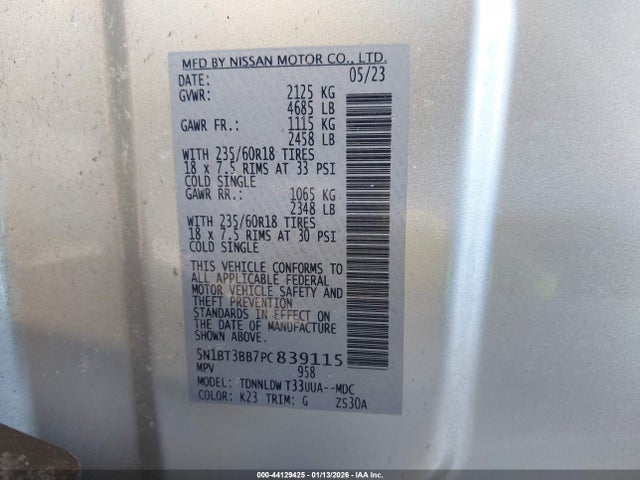 MFD BY NISSAN MOTOR CO., LTD.
DATE: 05/23
GVWR: 2125 KG
4685 LB
GAWR FR.: 1115 KG
2458 LB
WITH 235/60R18 TIRES
18 x 7.5 RIMS AT 33 PSI
COLD SINGLE
GAWR RR.: 1065 KG
2348 LB
WITH 235/60R18 TIRES
18 x 7.5 RIMS AT 30 PSI
COLD SINGLE
THIS VEHICLE CONFORMS TO
ALL APPLICABLE FEDERAL
MOTOR VEHICLE SAFETY AND
THEFT PREVENTION
STANDARDS IN EFFECT ON
THE DATE OF MANUFACTURE
SHOWN ABOVE.
5N1BT3BB7PC 839115
MPV 958
MODEL: TDNNLDW T33UUA--MDC
COLOR: K23 TRIM: G 2S30A
000-44129425 - 01/13/2026 - IAA Inc.